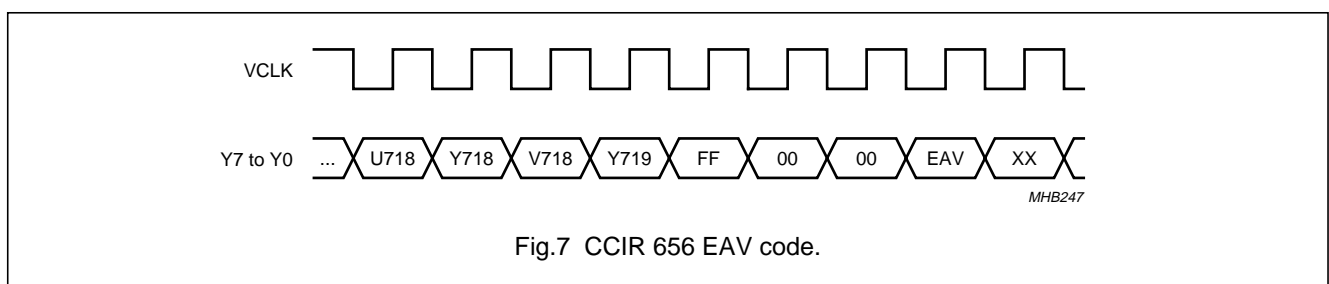 VCLK
Y7 to Y0 ... U718 Y718 V718 Y719 FF 00 00 EAV XX
MHB247
Fig.7 CCIR 656 EAV code.